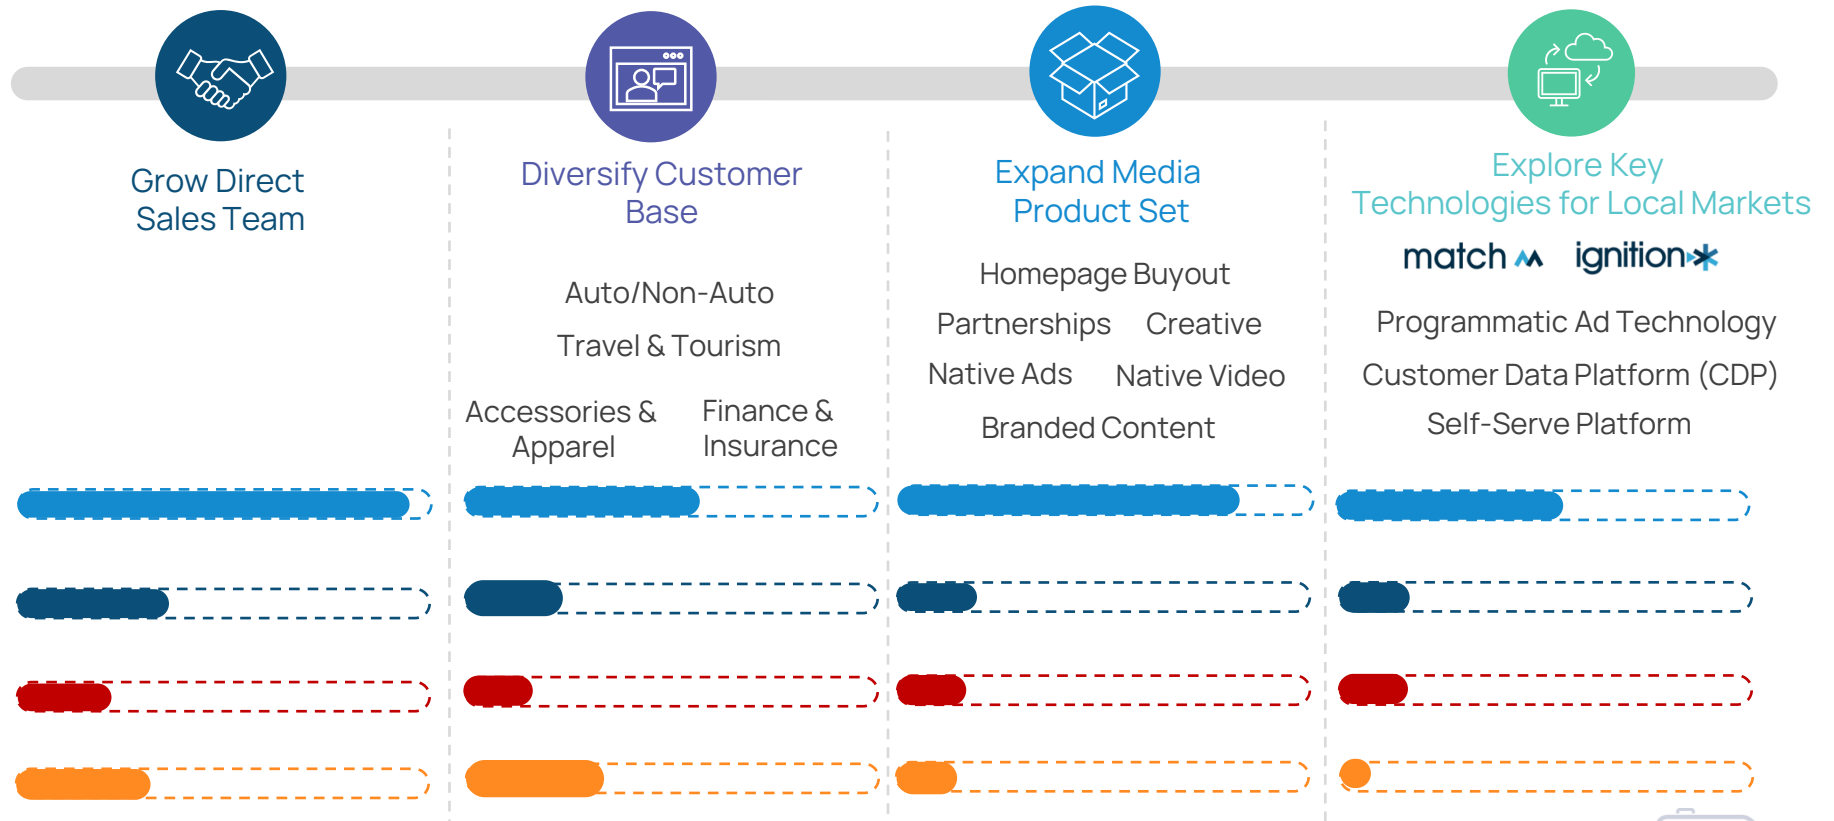 Grow Direct
Sales Team
Diversify Customer
Base
Auto/Non-Auto
Travel & Tourism
Accessories &
Apparel
Finance &
Insurance
Expand Media
Product Set
Homepage Buyout
Partnerships Creative
Native Ads Native Video
Branded Content
Explore Key
Technologies for Local Markets
match ignition
Programmatic Ad Technology
Customer Data Platform (CDP)
Self-Serve Platform